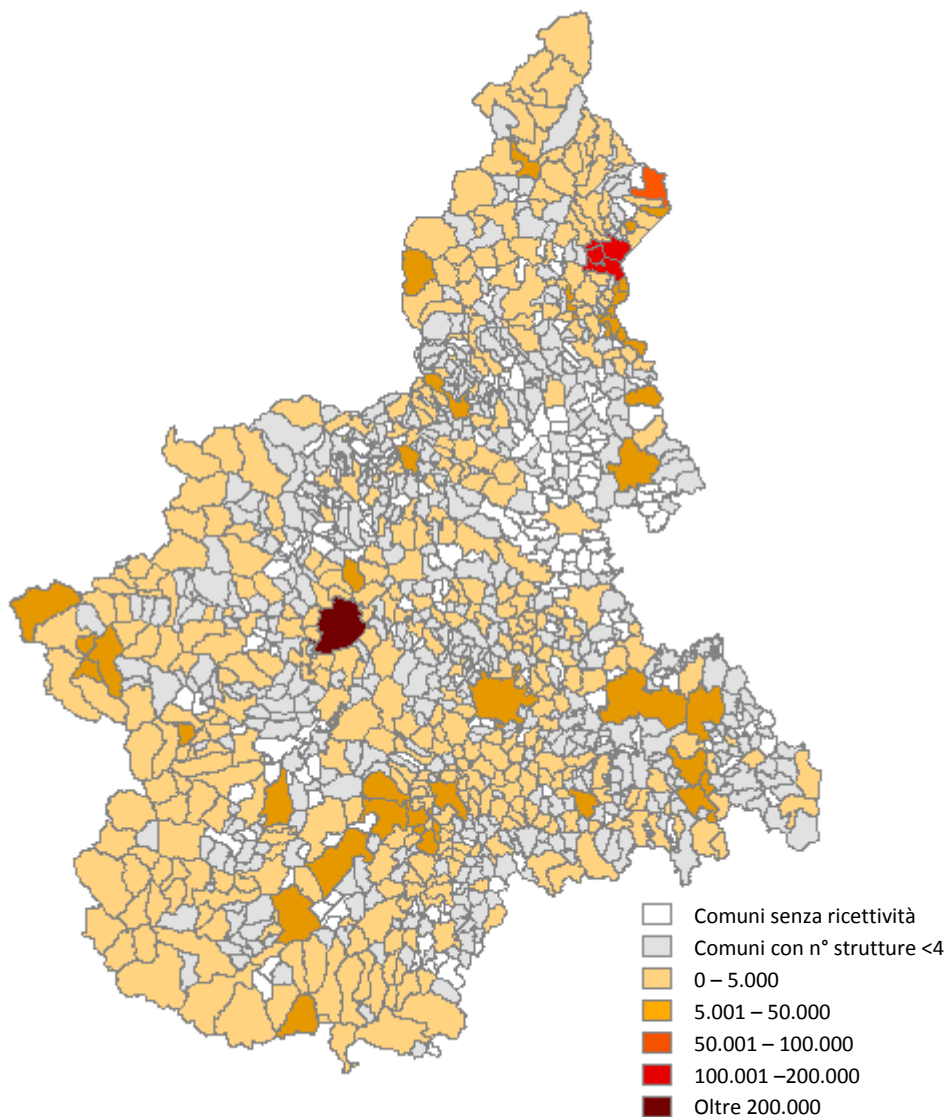 Comuni senza ricettività
Comuni con n° strutture <4
0 – 5.000
5.001 – 50.000
50.001 – 100.000
100.001 –200.000
Oltre 200.000